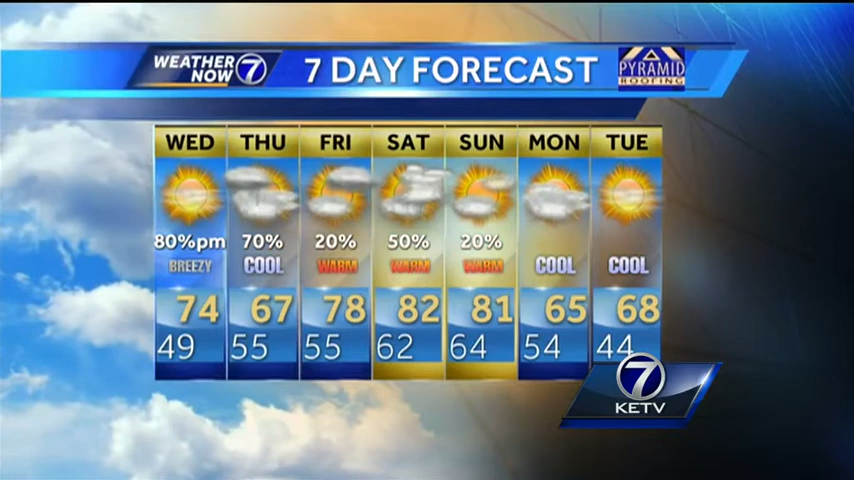 WEATHER NOW 7
7 DAY FORECAST
PYRAMID
ROOFING
WED THU FRI SAT SUN MON TUE
80%pm 70% 20% 50% 20%
BREEZY COOL WARM WARM WARM COOL COOL
74 67 78 82 81 65 68
49 55 55 62 64 54 44
7
KETV